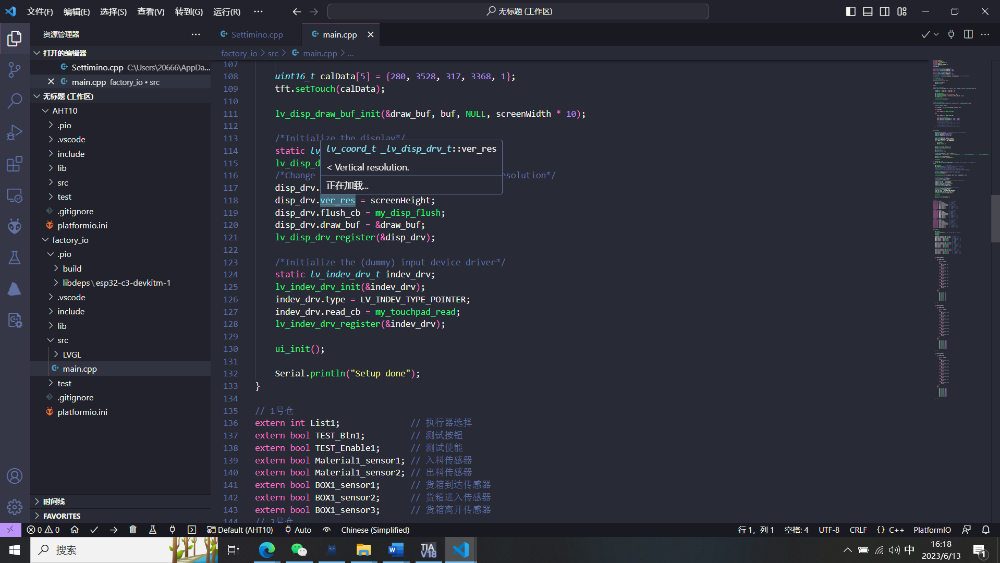 文件(F) 编辑(E) 选择(S) 查看(V) 转到(G) 运行(R) ··· 无标题 (工作区)
资源管理器 ···
打开的编辑器
Settimino.cpp C:\Users\20666\AppDa...
main.cpp factory_io • src
无标题 (工作区)
AHT10
.pio
.vscode
include
lib
src
test
.gitignore
platformio.ini
factory_io
.pio
build
libdeps\esp32-c3-devkitm-1
.vscode
include
lib
src
LVGL
main.cpp
test
.gitignore
platformio.ini
时间线
FAVORITES
Settimino.cpp main.cpp
factory_io > src > main.cpp > ...
107
108 uint16_t calData[5] = {280, 3528, 317, 3368, 1};
109 tft.setTouch(calData);
110
111 lv_disp_draw_buf_init(&draw_buf, buf, NULL, screenWidth * 10);
112
113 /*Initialize the display*/
114 static lv_
115 lv_disp_d
116 /*Change esolution*/
117 disp_drv.
lv_coord_t _lv_disp_drv_t::ver_res
< Vertical resolution.
正在加载...
118 disp_drv.ver_res = screenHeight;
119 disp_drv.flush_cb = my_disp_flush;
120 disp_drv.draw_buf = &draw_buf;
121 lv_disp_drv_register(&disp_drv);
122
123 /*Initialize the (dummy) input device driver*/
124 static lv_indev_drv_t indev_drv;
125 lv_indev_drv_init(&indev_drv);
126 indev_drv.type = LV_INDEV_TYPE_POINTER;
127 indev_drv.read_cb = my_touchpad_read;
128 lv_indev_drv_register(&indev_drv);
129
130 ui_init();
131
132 Serial.println("Setup done");
133 }
134
135 // 1号仓
136 extern int List1; // 执行器选择
137 extern bool TEST_Btn1; // 测试按钮
138 extern bool TEST_Enable1; // 测试使能
139 extern bool Material1_sensor1; // 入料传感器
140 extern bool Material1_sensor2; // 出料传感器
141 extern bool BOX1_sensor1; // 货箱到达传感器
142 extern bool BOX1_sensor2; // 货箱进入传感器
143 extern bool BOX1_sensor3; // 货箱离开传感器
144 // 2号仓
0 0 Default (AHT10) Auto Chinese (Simplified) 行 1, 列 1 空格: 4 UTF-8 CRLF {} C++ PlatformIO
搜索 TIA V18 中 16:18
2023/6/13 1